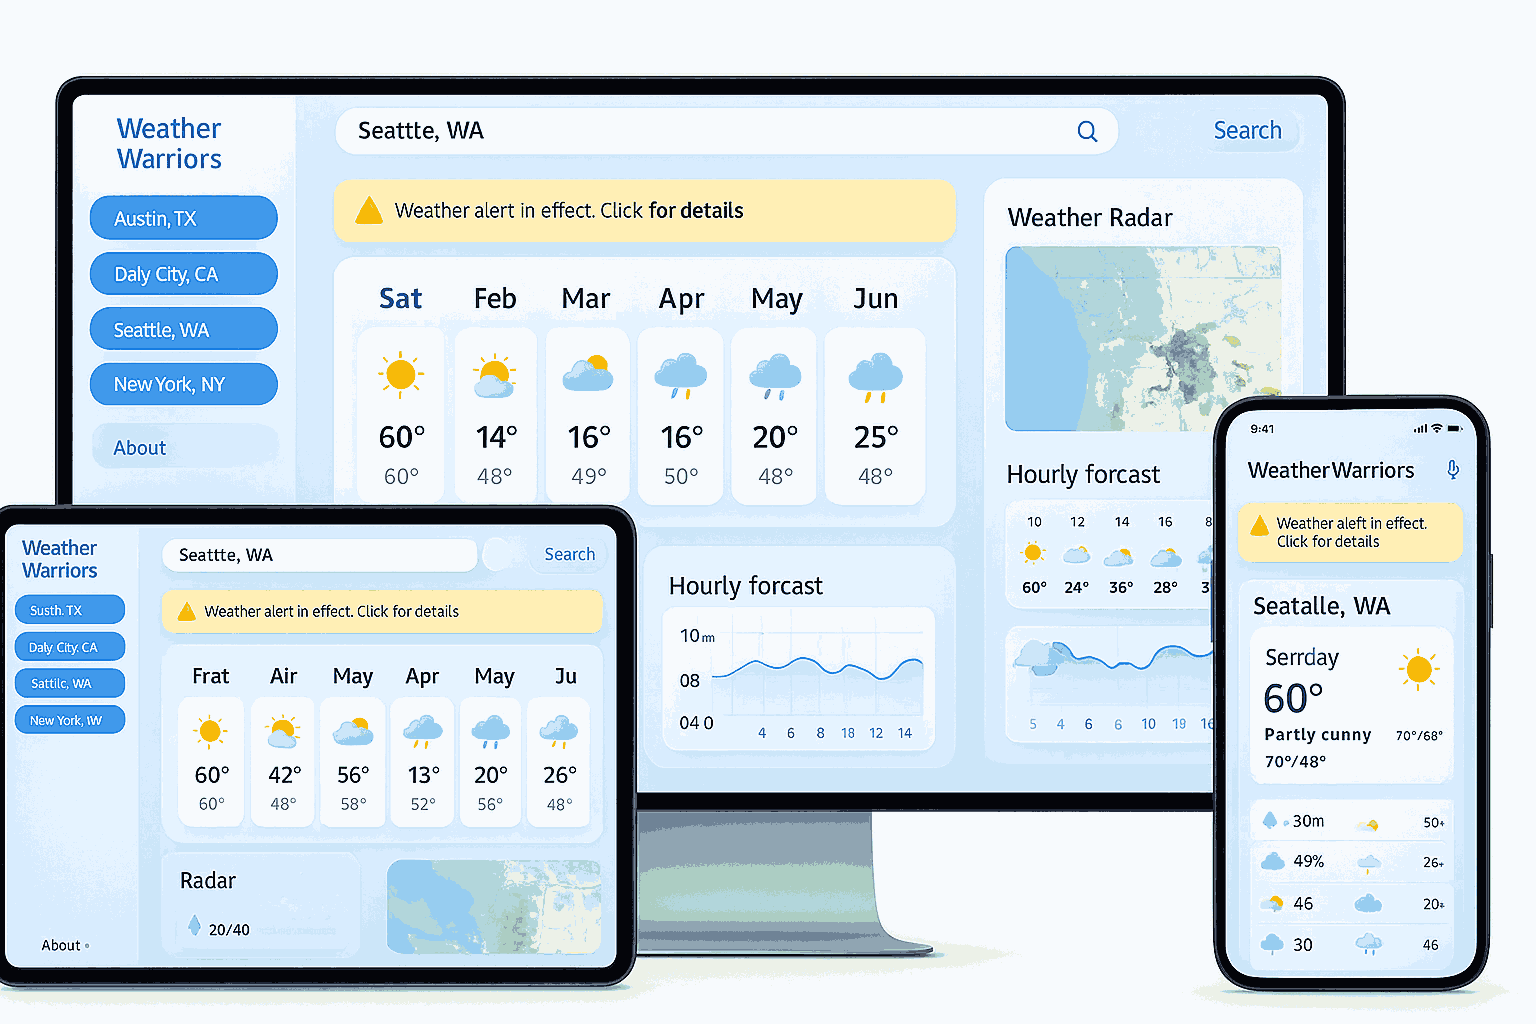 Weather
Warriors
Austin, TX
Daly City, CA
Seattle, WA
New York, NY
About
Seattte, WA
Search
Weather alert in effect. Click for details
Sat Feb Mar Apr May Jun
60° 14° 16° 16° 20° 25°
60° 48° 49° 50° 48° 48°
Hourly forcast
10m
08
04 0
4 6 8 18 12 14
Weather Radar
Hourly forcast
10 12 14 16 8
60° 24° 36° 28° 3
5 4 6 6 10 19 16
Weather
Warriors
Susth. TX
Daly City. CA
Sattilc, WA
New York, IW
About
Seattte, WA
Search
Weather alert in effect. Click for details
Frat Air May Apr May Ju
60° 42° 56° 13° 20° 26°
60° 48° 58° 52° 56° 48°
Radar
20/40
9:41
WeatherWarriors
Weather aleft in effect.
Click for details
Seatalle, WA
Serrday
60°
Partly cunny 70°/68°
70°/48°
30m 50+
49% 26+
46 20+
30 46